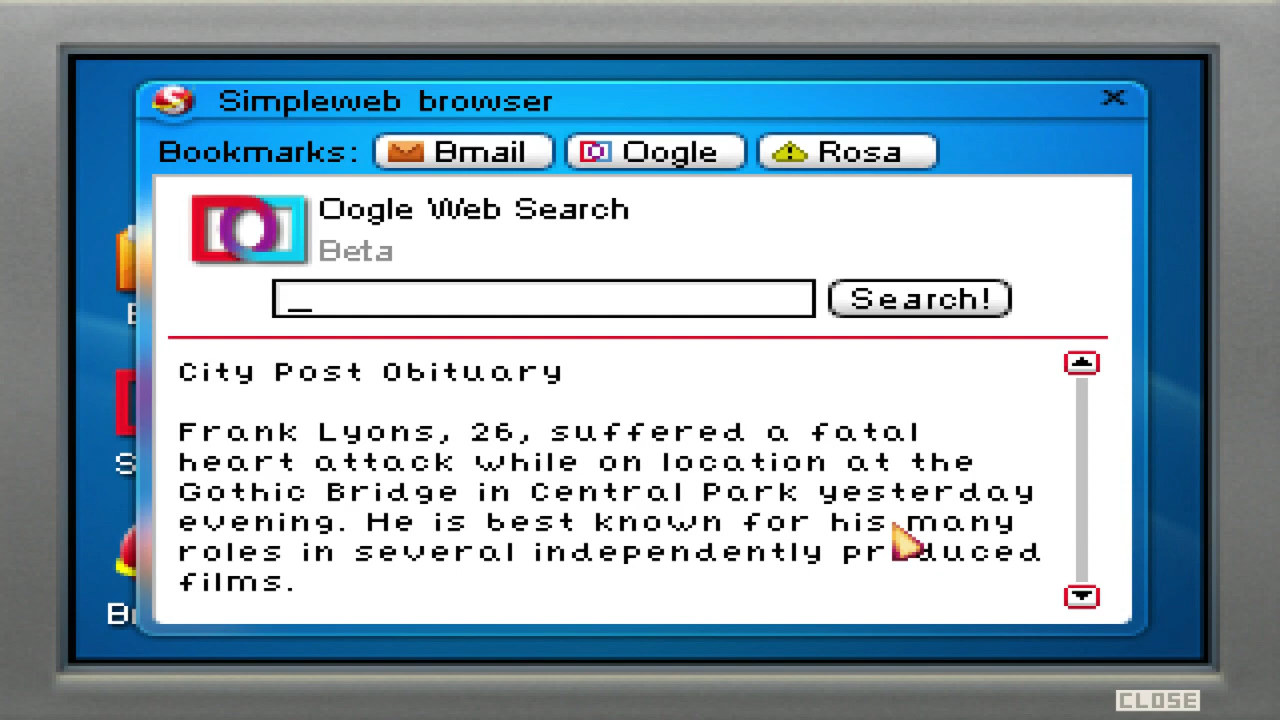 Simpleweb browser
Bookmarks: Bmail Oogle Rosa
Oogle Web Search
Beta
_ Search!
City Post Obituary
Frank Lyons, 26, suffered a fatal
heart attack while on location at the
Gothic Bridge in Central Park yesterday
evening. He is best known for his many
roles in several independently produced
films.
CLOSE